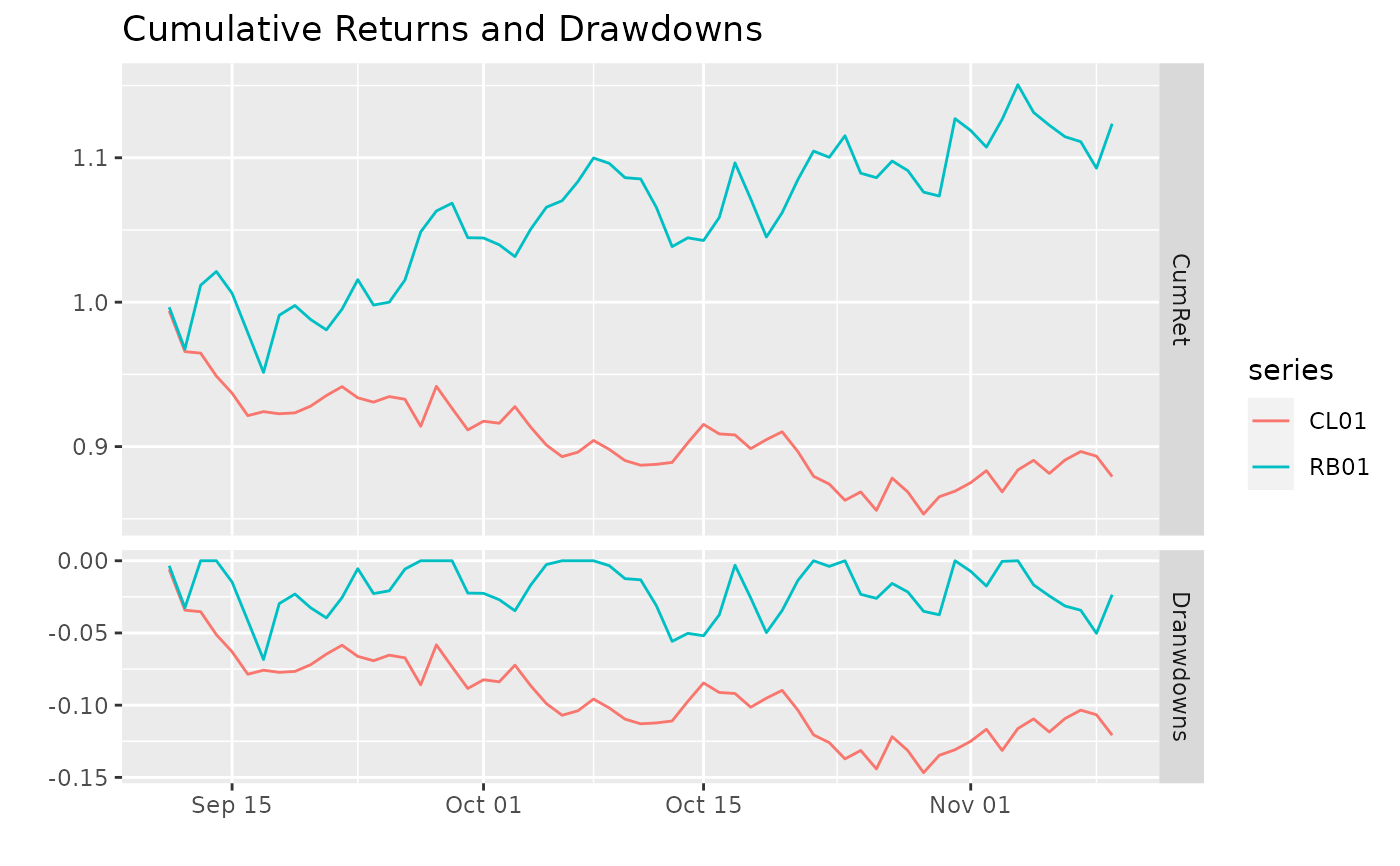 Cumulative Returns and Drawdowns
1.1
1.0
0.9
CumRet
0.00
-0.05
-0.10
-0.15
Dranwdowns
Sep 15
Oct 01
Oct 15
Nov 01
series
CL01
RB01